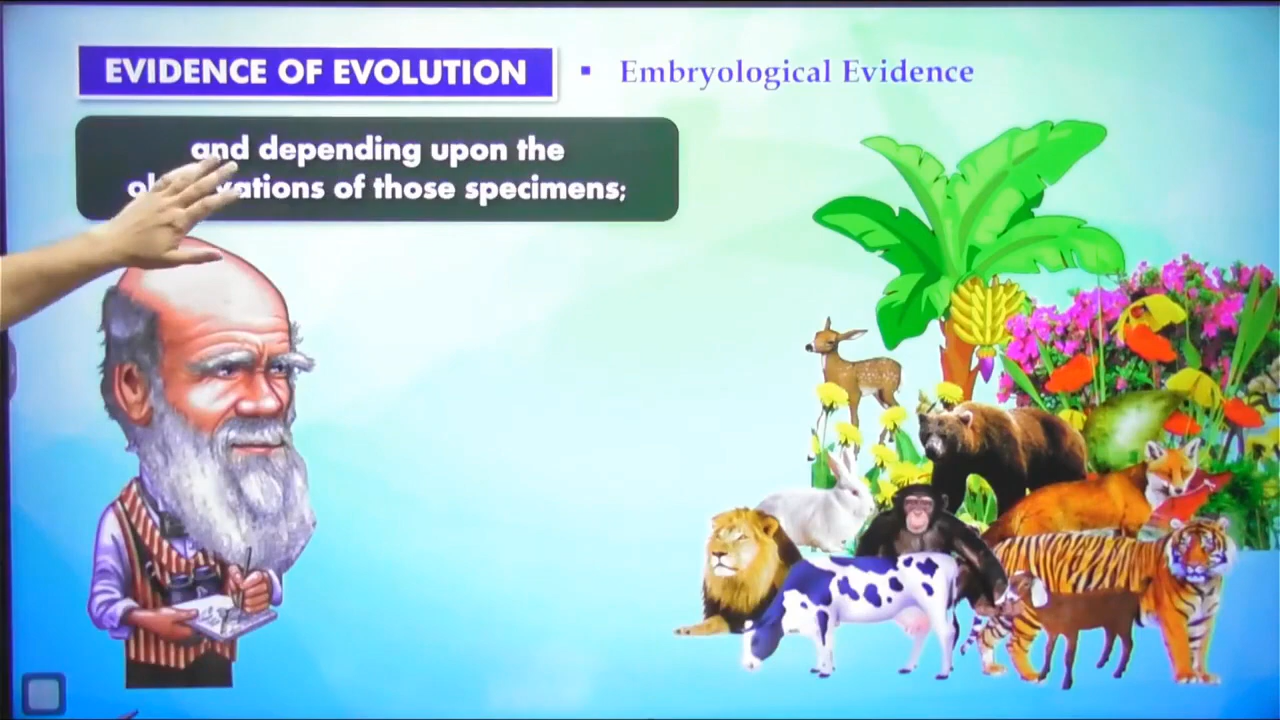 EVIDENCE OF EVOLUTION
▪ Embryological Evidence
and depending upon the
of those specimens;